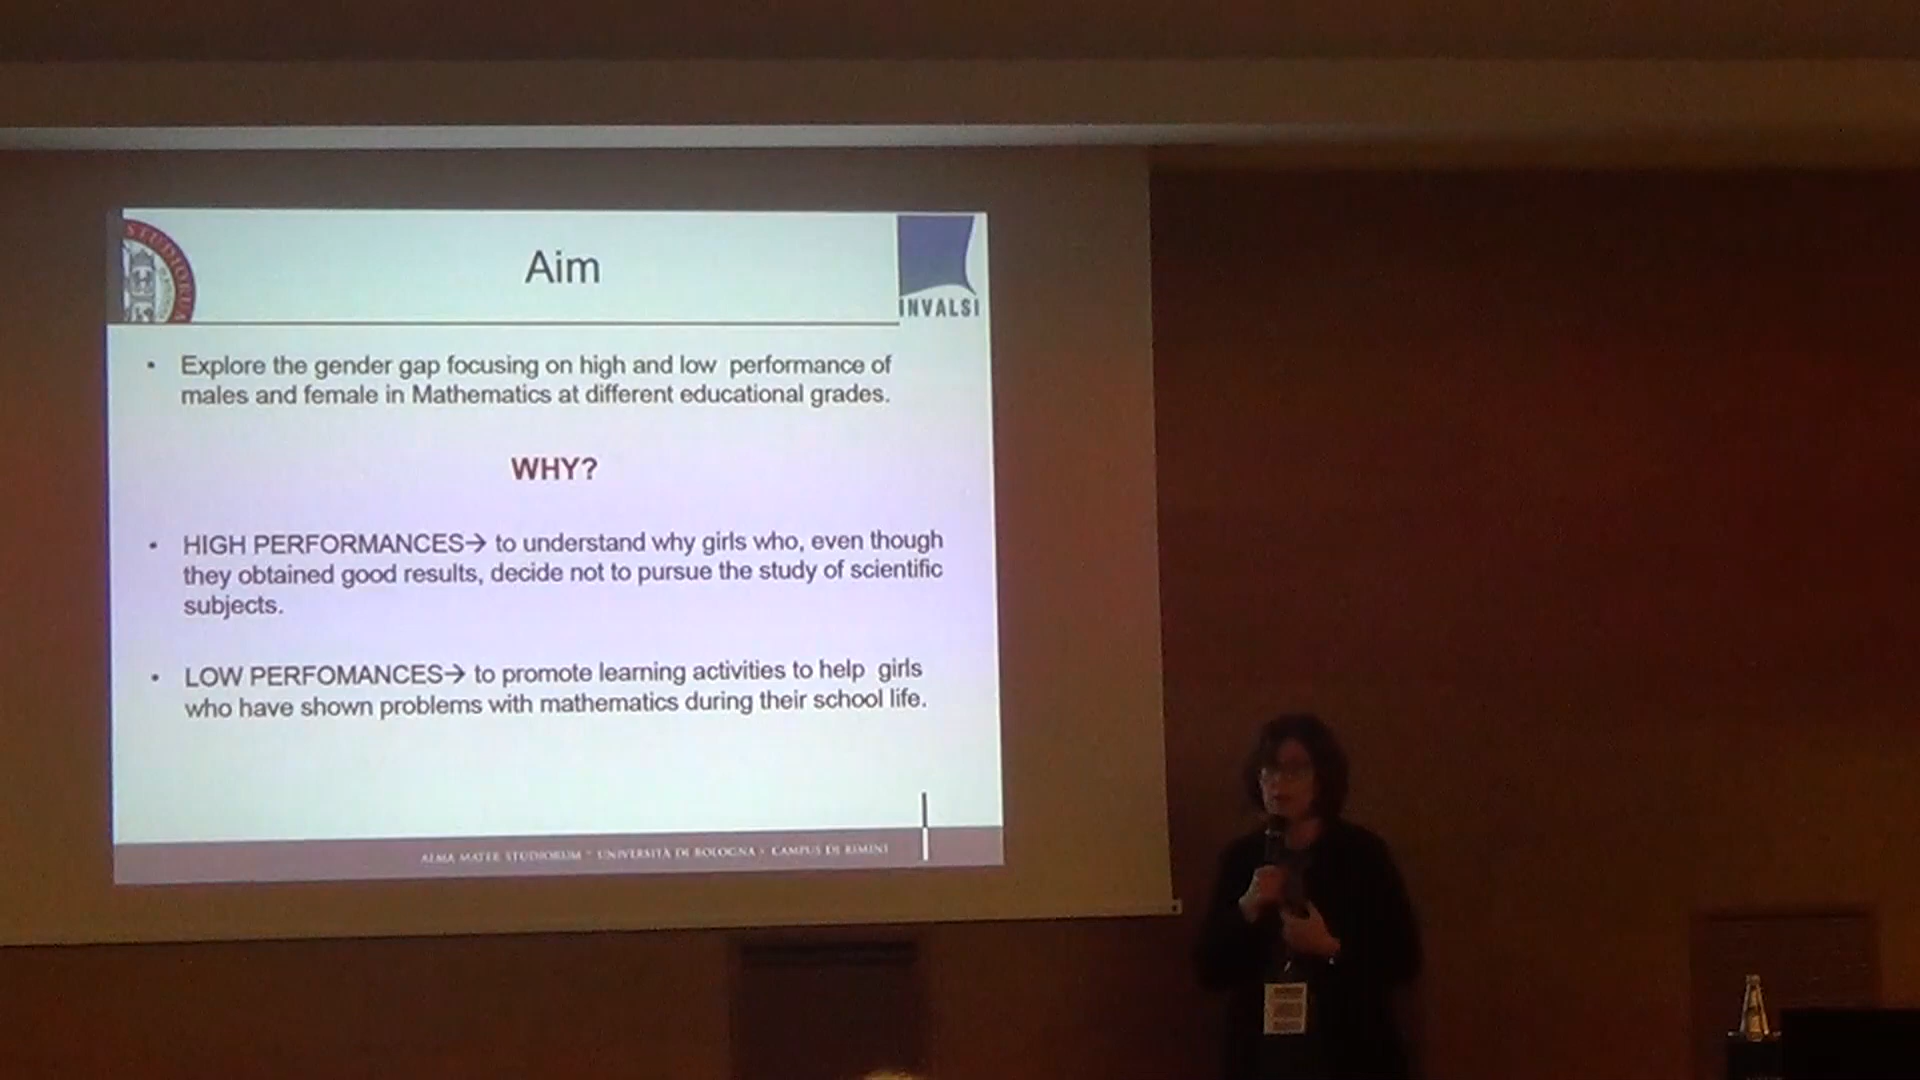 STUDIORUM
Aim
INVALSI
• Explore the gender gap focusing on high and low performance of
males and female in Mathematics at different educational grades.
WHY?
• HIGH PERFORMANCES→ to understand why girls who, even though
they obtained good results, decide not to pursue the study of scientific
subjects.
• LOW PERFOMANCES→ to promote learning activities to help girls
who have shown problems with mathematics during their school life.
ALMA MATER STUDIORUM ~ UNIVERSITÀ DI BOLOGNA - CAMPUS DI RIMINI